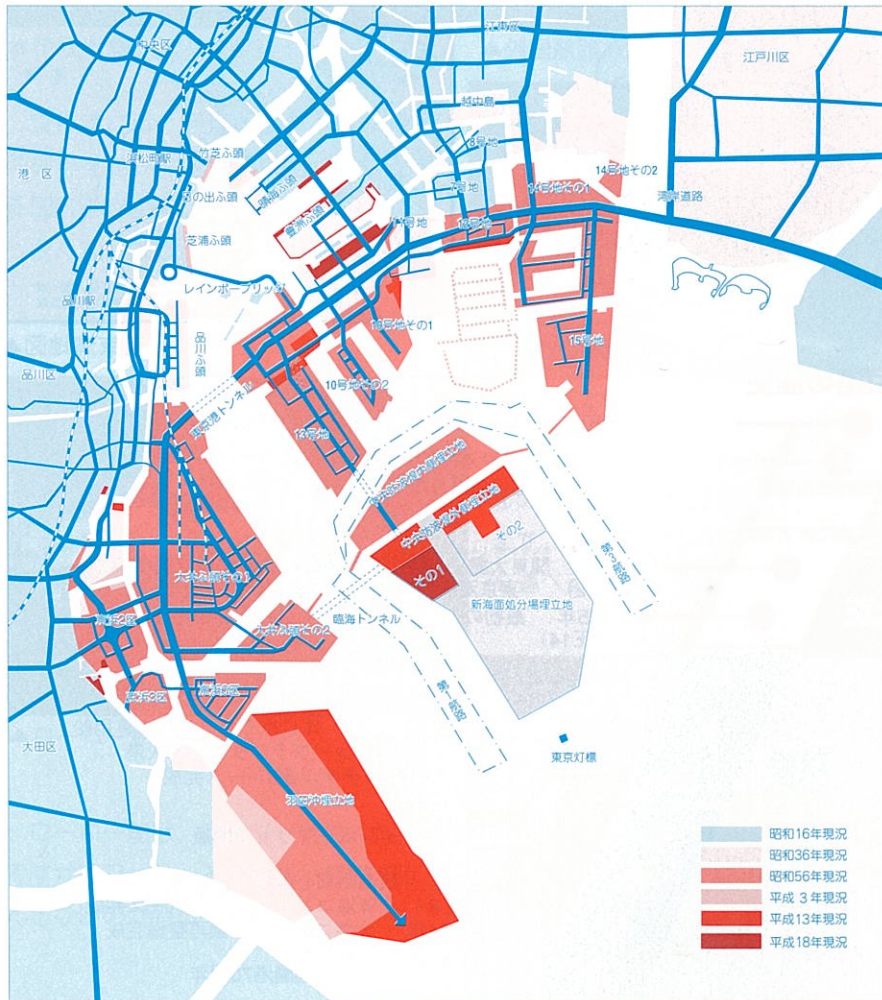 江東区
中央区
江戸川区
越中島
8号地
竹芝ふ頭
浜松町駅
港区
日の出ふ頭
晴海ふ頭
7号地
14号地その2
14号地その1
湾岸道路
豊洲ふ頭
11号地
12号地
芝浦ふ頭
レインボーブリッジ
品川駅
品川ふ頭
10号地その1
15号地
品川区
10号地その2
東京港トンネル
13号地
中央防波堤内側埋立地
中央防波堤外側埋立地
その2
その1
第3航路
大井ふ頭その1
新海面処分場埋立地
臨海トンネル
大井ふ頭その2
京浜2区
京浜3区
第1航路
大田区
東京灯標
羽田沖埋立地
昭和16年現況
昭和36年現況
昭和56年現況
平成 3年現況
平成13年現況
平成18年現況